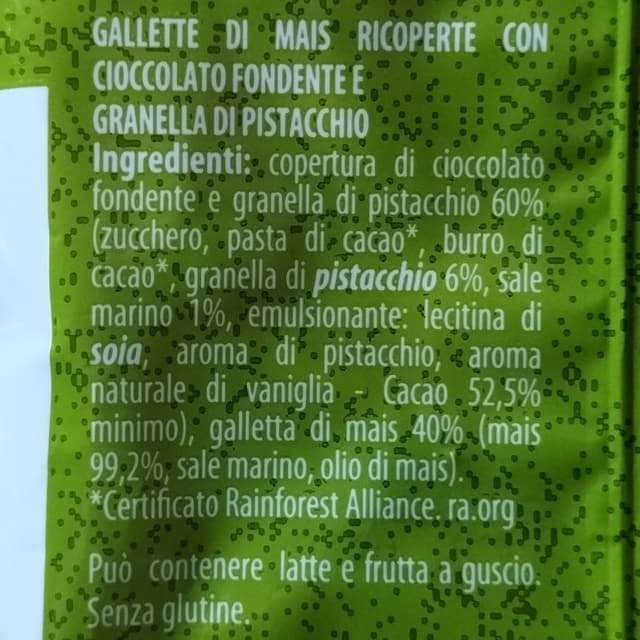 GALLETTE DI MAIS RICOPERTE CON
CIOCCOLATO FONDENTE E
GRANELLA DI PISTACCHIO
Ingredienti: copertura di cioccolato
fondente e granella di pistacchio 60%
(zucchero, pasta di cacao*, burro di
cacao*, granella di pistacchio 6%, sale
marino 1%, emulsionante: lecitina di
soia, aroma di pistacchio, aroma
naturale di vaniglia - Cacao 52,5%
minimo), galletta di mais 40% (mais
99,2%, sale marino, olio di mais).
*Certificato Rainforest Alliance. ra.org
Può contenere latte e frutta a guscio.
Senza glutine.